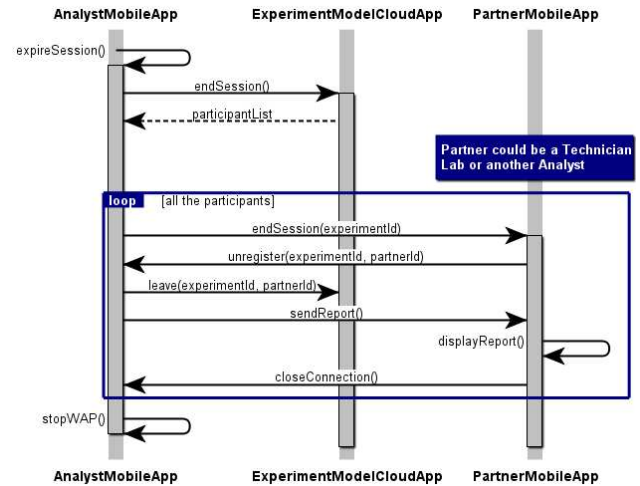 AnalystMobileApp ExperimentModelCloudApp PartnerMobileApp
expireSession()
endSession()
participantList
Partner could be a Technician
Lab or another Analyst
loop [all the participants]
endSession(experimentId)
unregister(experimentId, partnerId)
leave(experimentId, partnerId)
sendReport()
displayReport()
closeConnection()
stopWAP()
AnalystMobileApp ExperimentModelCloudApp PartnerMobileApp